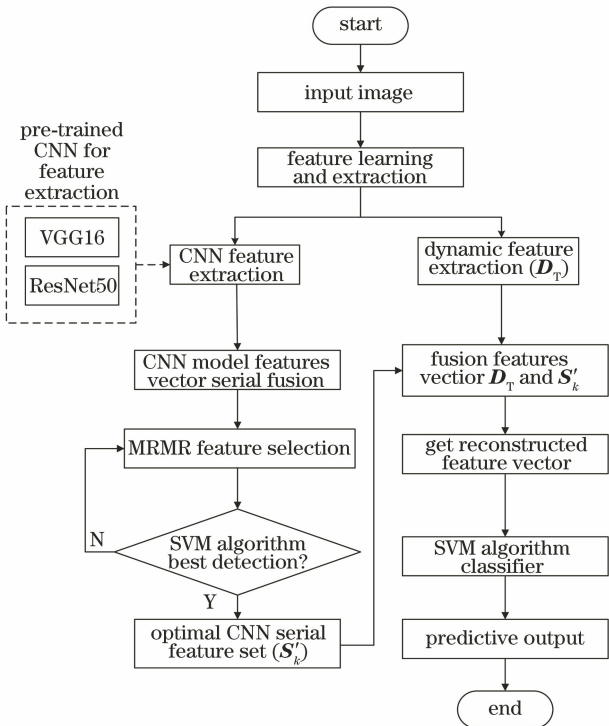 start
input image
feature learning
and extraction
pre-trained
CNN for
feature
extraction
VGG16
ResNet50
CNN feature
extraction
dynamic feature
extraction (D_T)
CNN model features
vector serial fusion
fusion features
vectior D_T and S′_k
MRMR feature selection
get reconstructed
feature vector
N
SVM algorithm
best detection?
Y
SVM algorithm
classifier
optimal CNN serial
feature set (S′_k)
predictive output
end